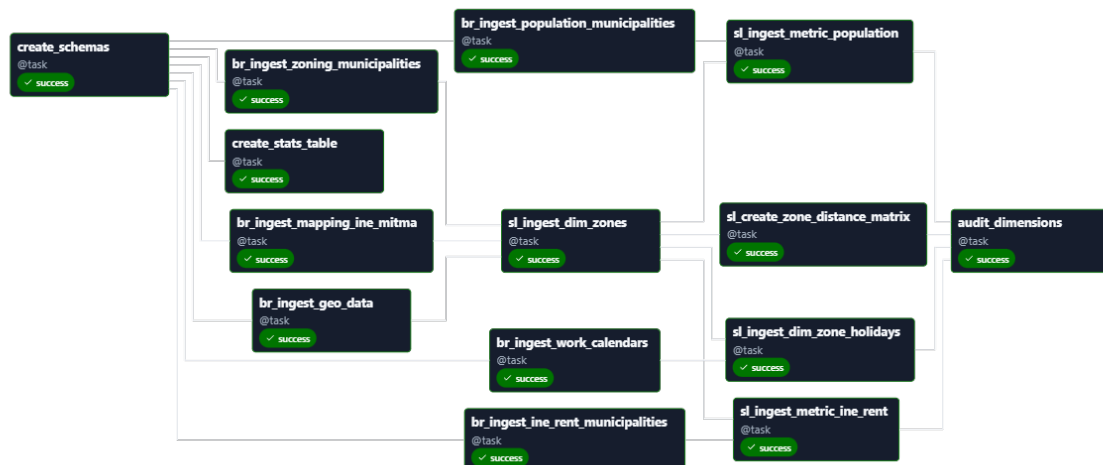 create_schemas
@task
✓ success
br_ingest_zoning_municipalities
@task
✓ success
create_stats_table
@task
✓ success
br_ingest_mapping_ine_mitma
@task
✓ success
br_ingest_geo_data
@task
✓ success
br_ingest_population_municipalities
@task
✓ success
sl_ingest_dim_zones
@task
✓ success
br_ingest_work_calendars
@task
✓ success
br_ingest_ine_rent_municipalities
@task
✓ success
sl_ingest_metric_population
@task
✓ success
sl_create_zone_distance_matrix
@task
✓ success
sl_ingest_dim_zone_holidays
@task
✓ success
sl_ingest_metric_ine_rent
@task
✓ success
audit_dimensions
@task
✓ success